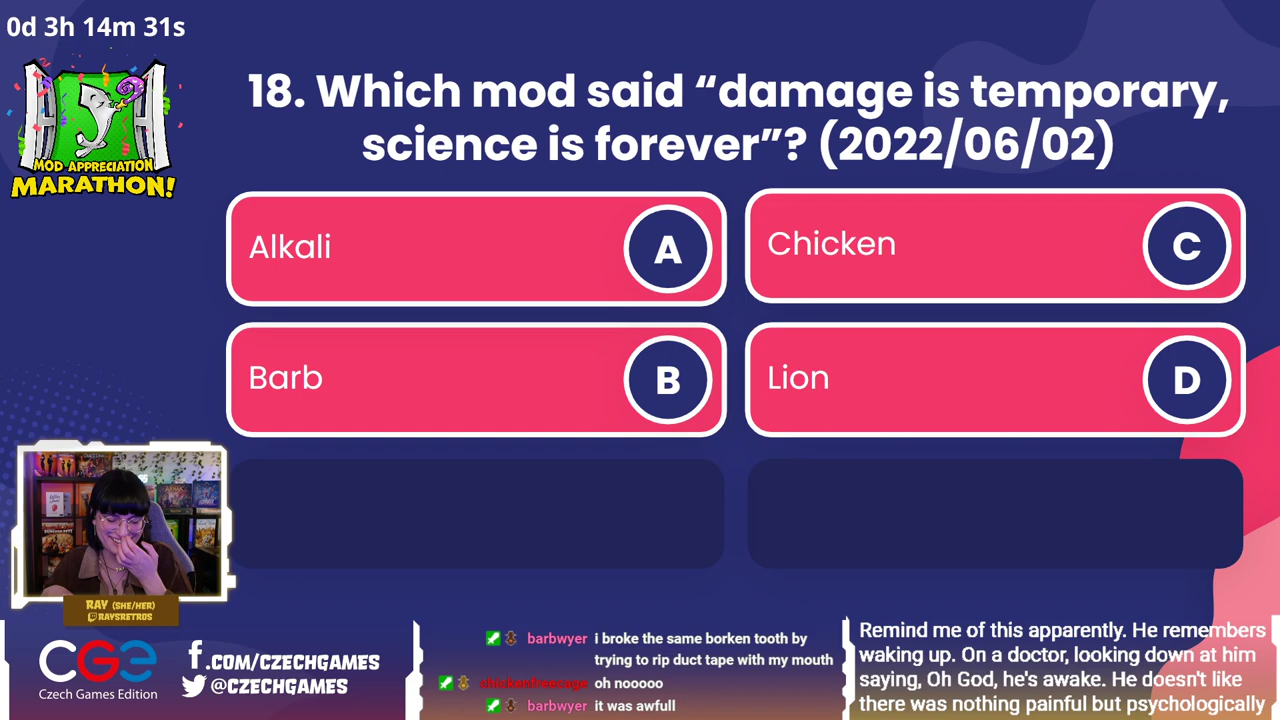 0d 3h 14m 31s
MOD APPRECIATION
MARATHON!
18. Which mod said “damage is temporary,
science is forever”? (2022/06/02)
Alkali
A
Chicken
C
Barb
B
Lion
D
RAY (SHE/HER)
RAYSRETROS
CGE
Czech Games Edition
f.COM/CZECHGAMES
@CZECHGAMES
barbwyer i broke the same borken tooth by
trying to rip duct tape with my mouth
chickenfreecage oh nooooo
barbwyer it was awfull
Remind me of this apparently. He remembers
waking up. On a doctor, looking down at him
saying, Oh God, he's awake. He doesn't like
there was nothing painful but psychologically